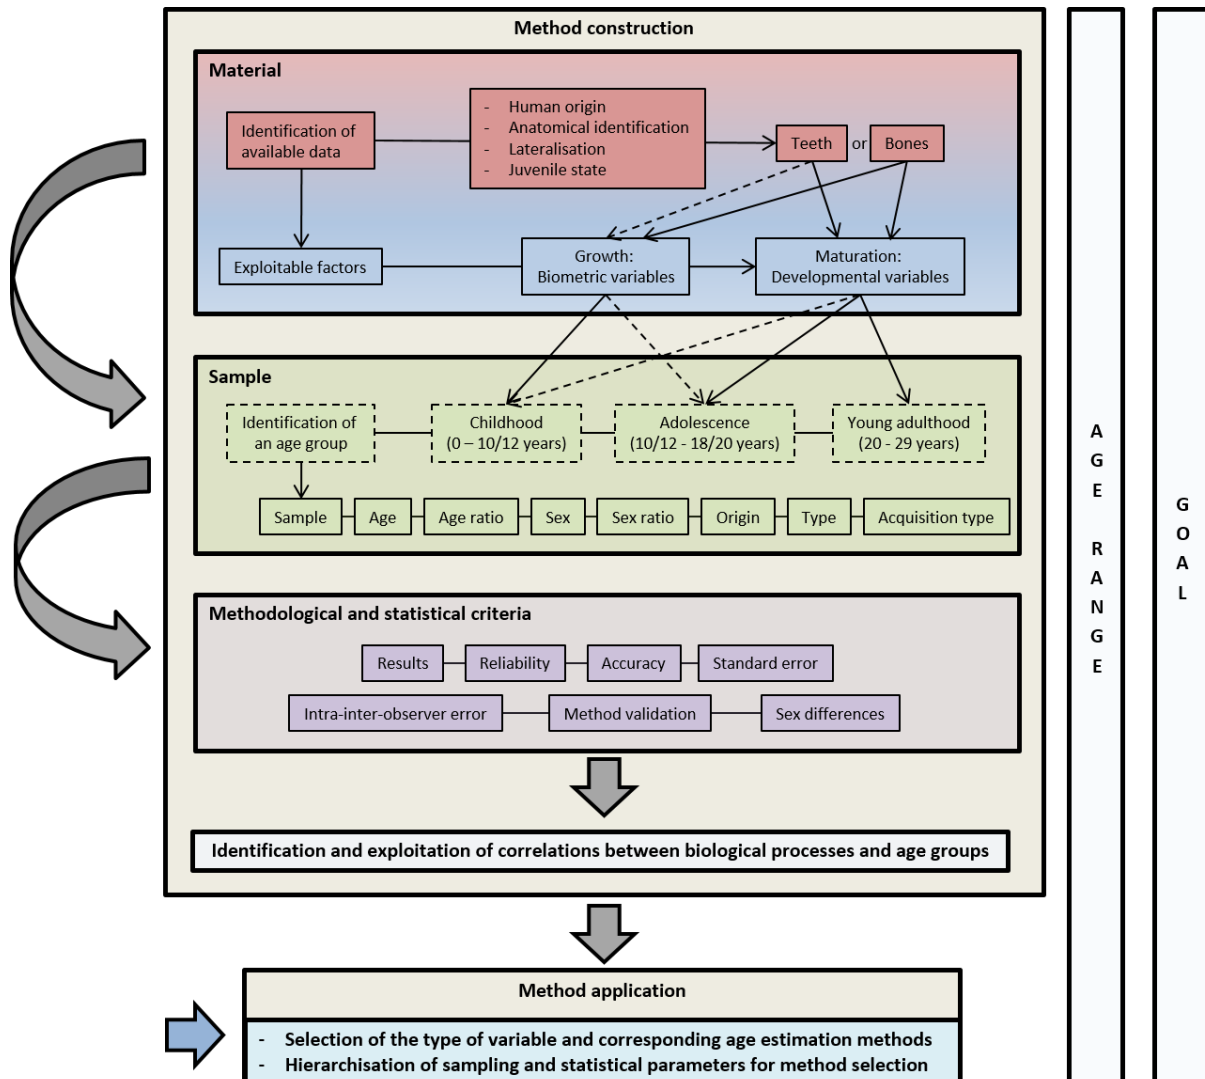 Method construction
Material
Identification of
available data
- Human origin
- Anatomical identification
- Lateralisation
- Juvenile state
Teeth or Bones
Exploitable factors
Growth:
Biometric variables
Maturation:
Developmental variables
Sample
Identification of
an age group
Childhood
(0 – 10/12 years)
Adolescence
(10/12 - 18/20 years)
Young adulthood
(20 - 29 years)
Sample Age Age ratio Sex Sex ratio Origin Type Acquisition type
Methodological and statistical criteria
Results Reliability Accuracy Standard error
Intra-inter-observer error Method validation Sex differences
Identification and exploitation of correlations between biological processes and age groups
Method application
- Selection of the type of variable and corresponding age estimation methods
- Hierarchisation of sampling and statistical parameters for method selection
AGE RANGE
GOAL